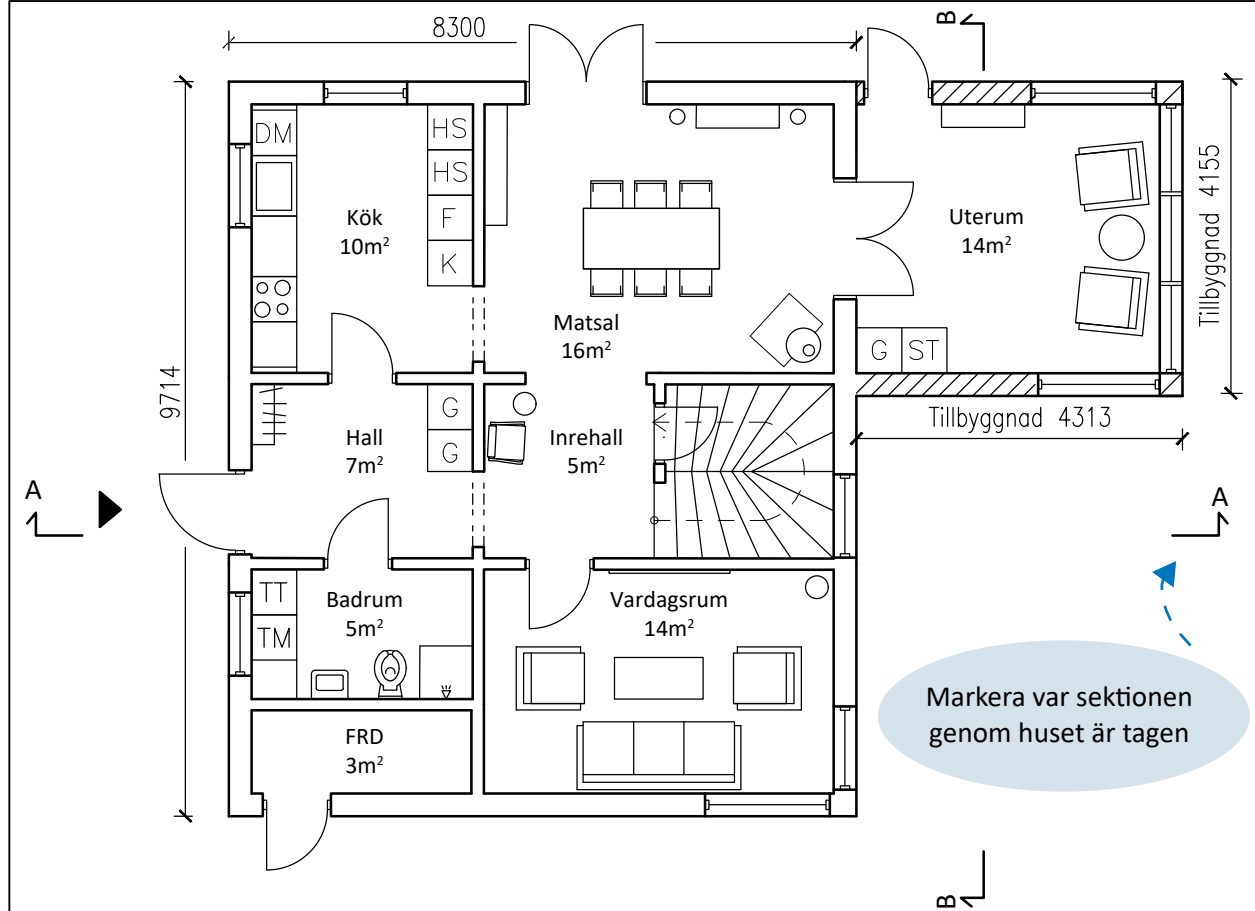 8300
B
DM
HS
HS
F
K
Kök
10m²
Matsal
16m²
Uterum
14m²
Tillbyggnad 4155
G
ST
Tillbyggnad 4313
9714
G
G
Hall
7m²
Inrehall
5m²
A
A
TT
TM
Badrum
5m²
Vardagsrum
14m²
Markera var sektionen
genom huset är tagen
FRD
3m²
B